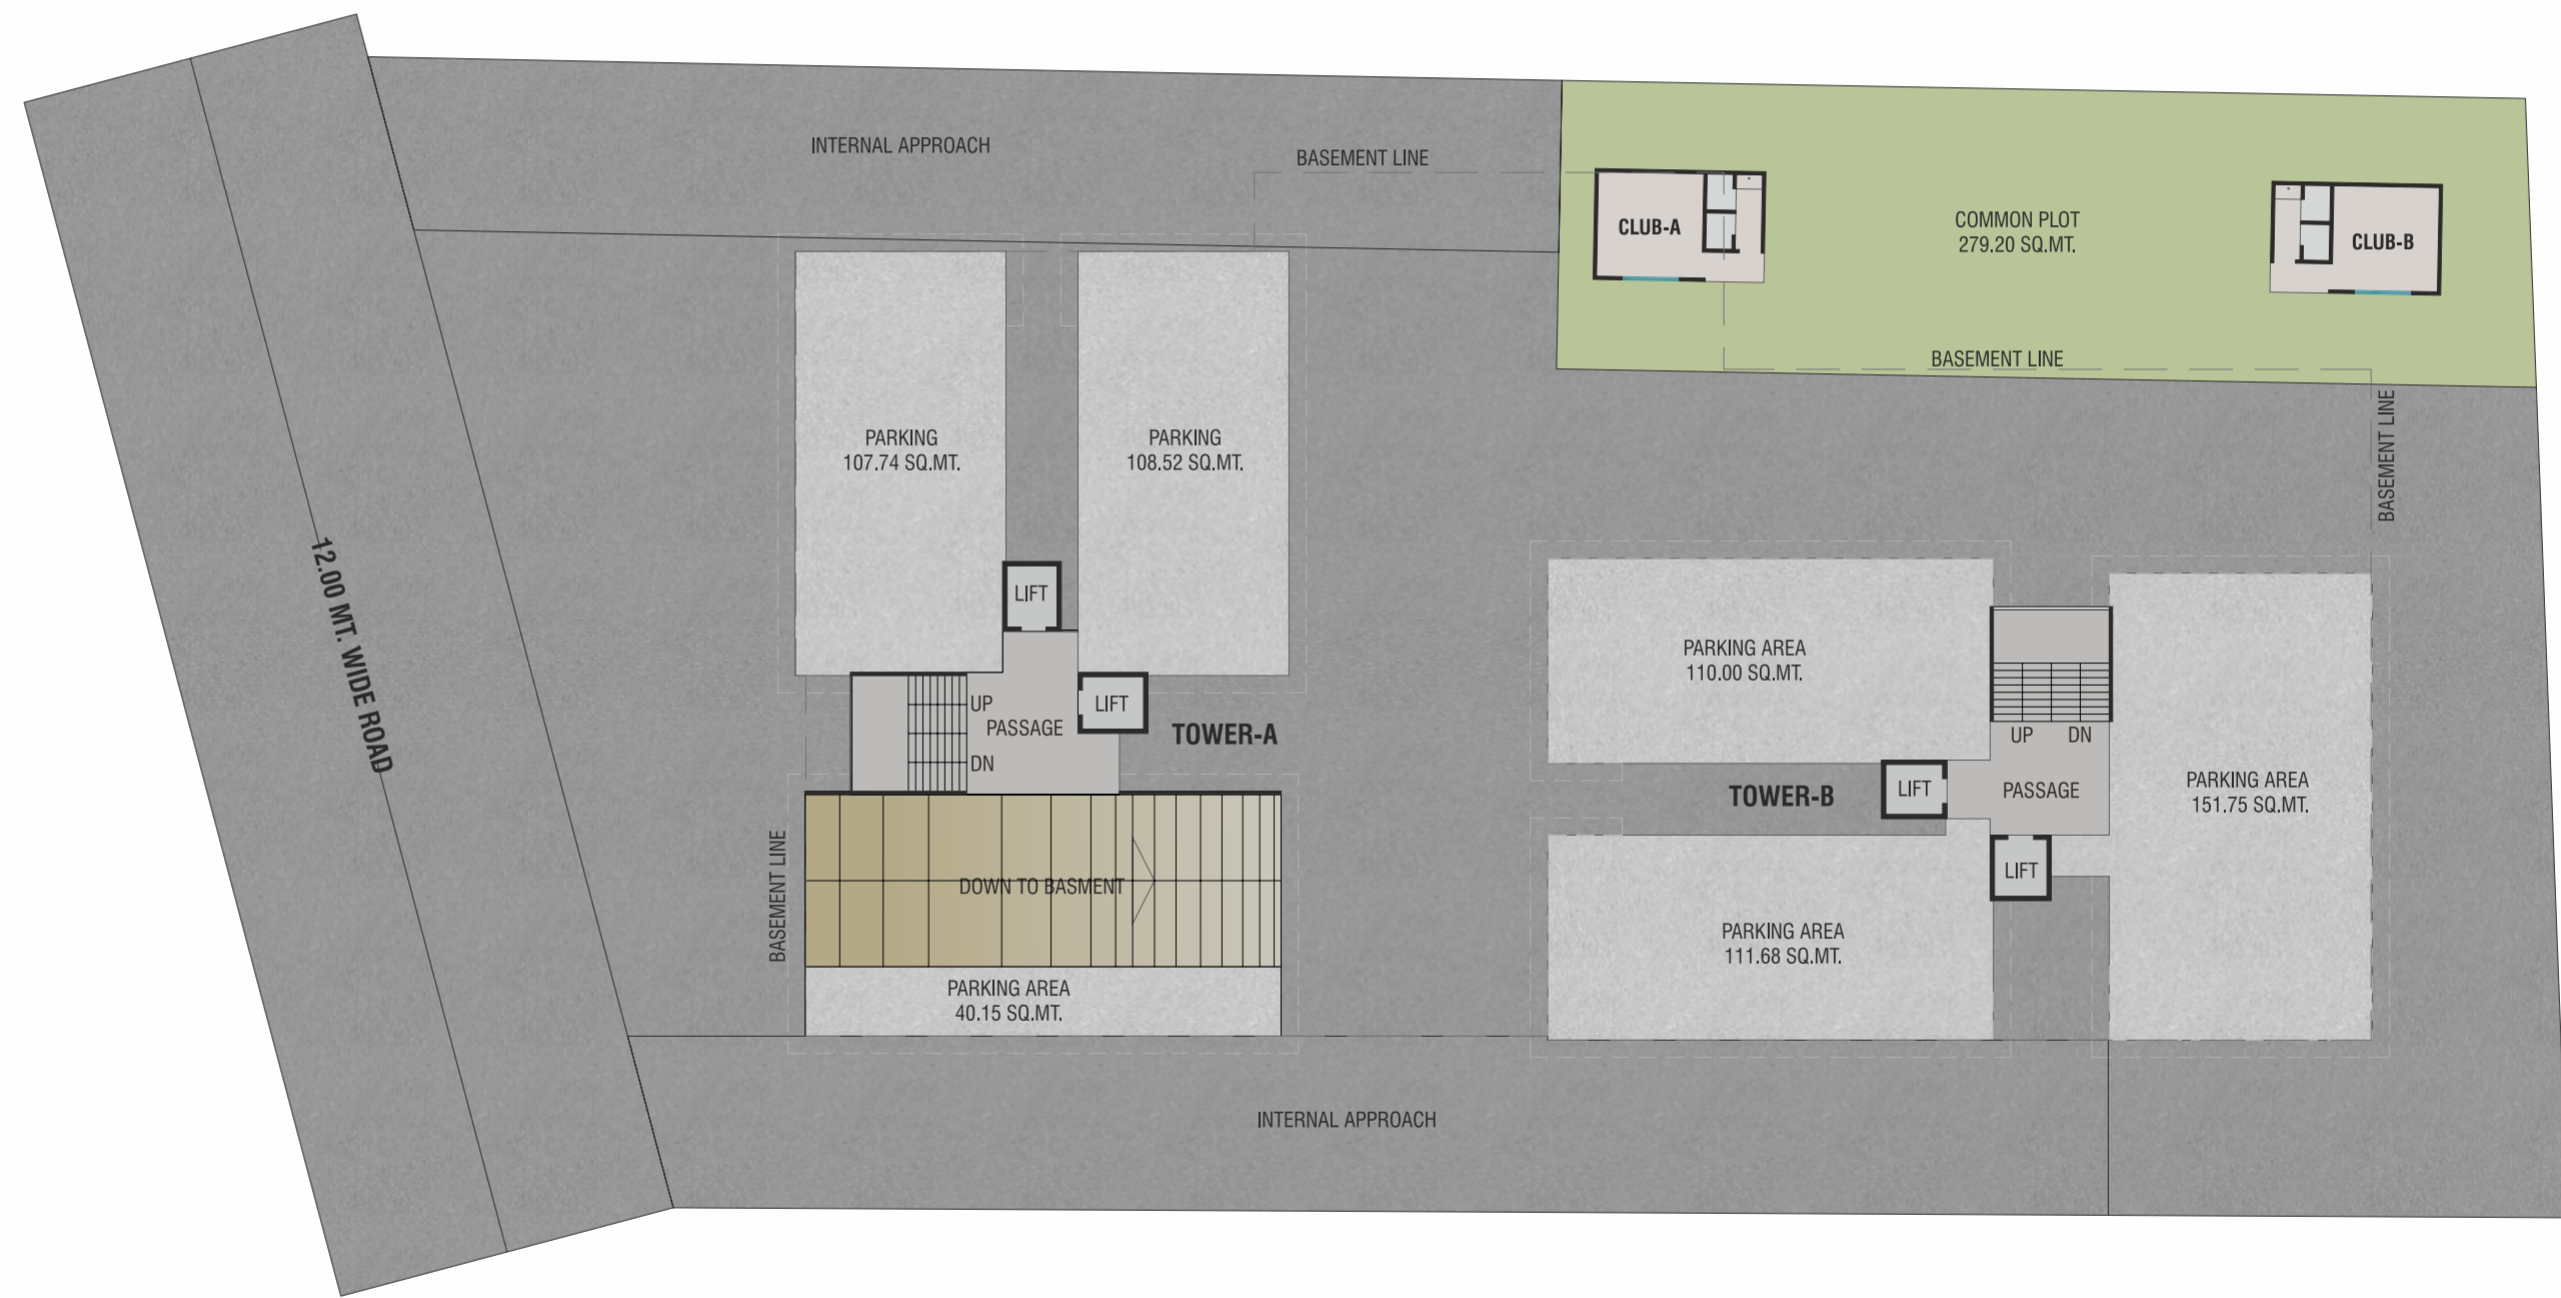 INTERNAL APPROACH
BASEMENT LINE
CLUB-A
COMMON PLOT
279.20 SQ.MT.
CLUB-B
BASEMENT LINE
BASEMENT LINE
12.00 MT. WIDE ROAD
PARKING
107.74 SQ.MT.
PARKING
108.52 SQ.MT.
LIFT
UP
PASSAGE
DN
LIFT
TOWER-A
BASEMENT LINE
DOWN TO BASMENT
PARKING AREA
40.15 SQ.MT.
PARKING AREA
110.00 SQ.MT.
UP
DN
TOWER-B
LIFT
PASSAGE
PARKING AREA
151.75 SQ.MT.
LIFT
PARKING AREA
111.68 SQ.MT.
INTERNAL APPROACH